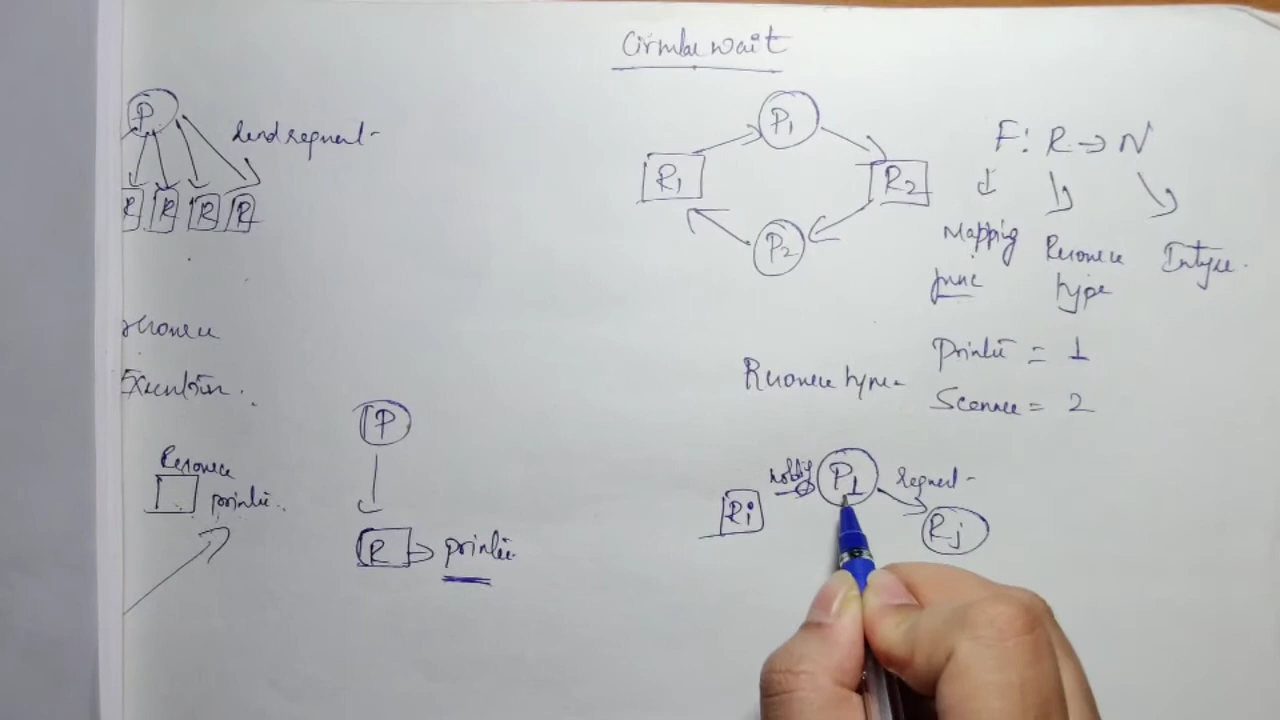 Circular wait
P
Send request
R R R R
P1
R1
R2
P2
F: R → N
Mapping
func
Resource
type
Integer.
Resource type -
Printer = 1
Scanner = 2
Resource
Execution.
Resource
printer.
P
R → printer
holding
P1
request -
Ri
Rj